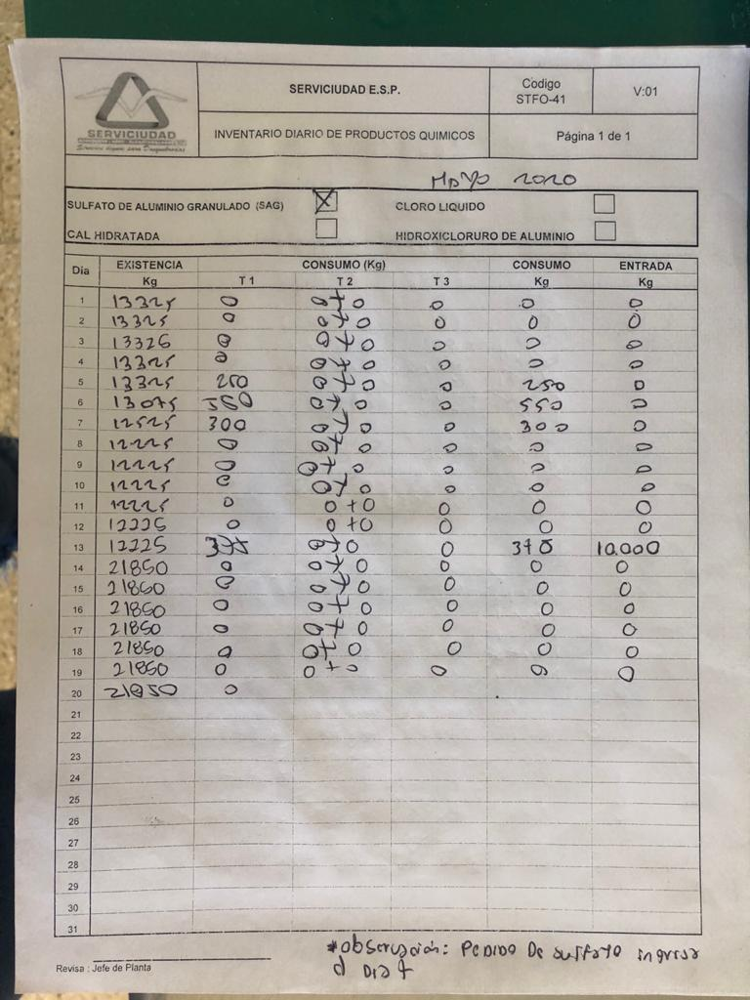 SERVICIUDAD E.S.P.
Codigo
STFO-41
V:01
SERVICIUDAD
INVENTARIO DIARIO DE PRODUCTOS QUIMICOS
Página 1 de 1
Mayo 2020
SULFATO DE ALUMINIO GRANULADO (SAG) X CLORO LIQUIDO
CAL HIDRATADA HIDROXICLORURO DE ALUMINIO
Dia EXISTENCIA CONSUMO (Kg) CONSUMO ENTRADA
Kg T 1 T 2 T 3 Kg Kg
1 13325 0 0+0 0 0 0
2 13325 0 0+0 0 0 0
3 13325 0 0+0 0 0 0
4 13325 0 0+0 0 0 0
5 13325 250 0+0 0 250 0
6 13075 550 0+0 0 550 0
7 12525 300 0+0 0 300 0
8 12225 0 0+0 0 0 0
9 12225 0 0+0 0 0 0
10 12225 0 0+0 0 0 0
11 12225 0 0+0 0 0 0
12 12225 0 0+0 0 0 0
13 12225 375 0+0 0 375 10.000
14 21850 0 0+0 0 0 0
15 21850 0 0+0 0 0 0
16 21850 0 0+0 0 0 0
17 21850 0 0+0 0 0 0
18 21850 0 0+0 0 0 0
19 21850 0 0+0 0 0 0
20 21850 0
21
22
23
24
25
26
27
28
29
30
31
*observación: Pedido De sulfato ingresa
Revisa : Jefe de Planta